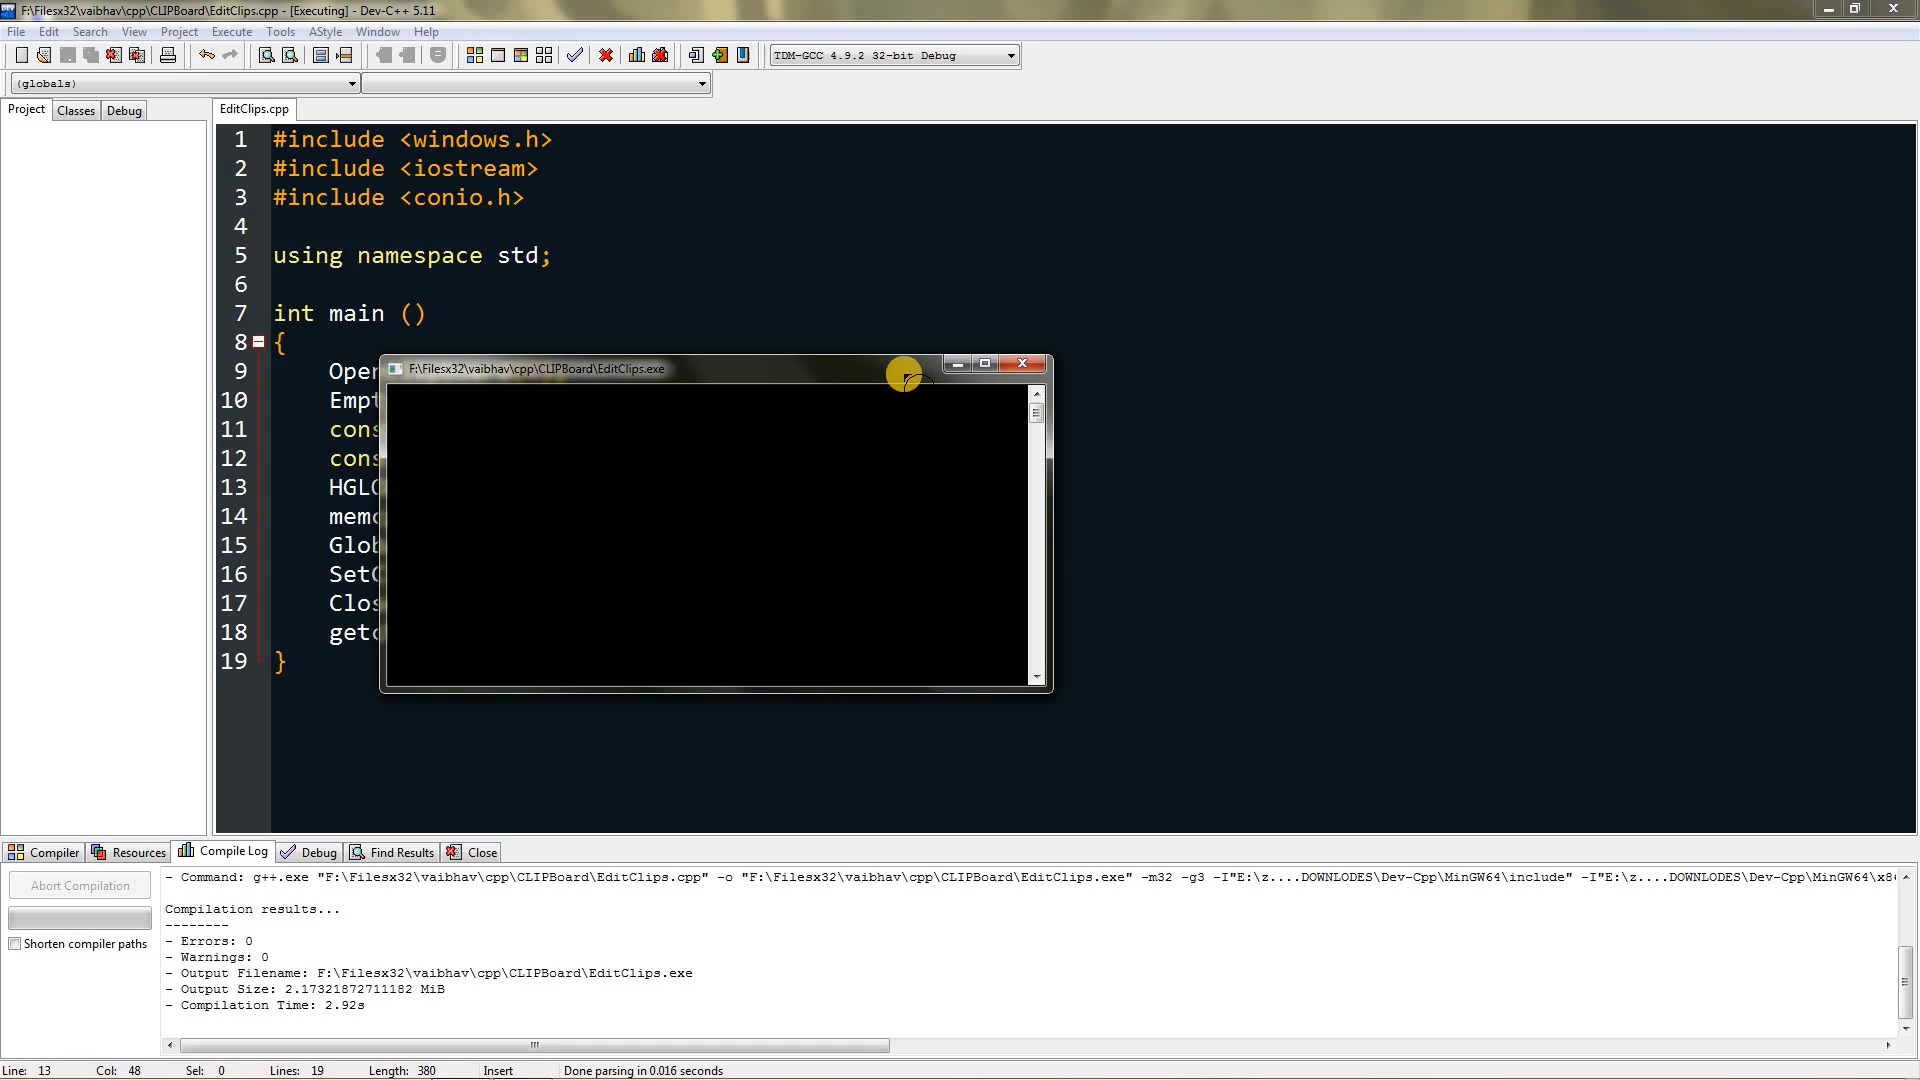 F:\Filesx32\vaibhav\cpp\CLIPBoard\EditClips.cpp - [Executing] - Dev-C++ 5.11
File Edit Search View Project Execute Tools AStyle Window Help
TDM-GCC 4.9.2 32-bit Debug
(globals)
Project Classes Debug
EditClips.cpp
1 #include <windows.h>
2 #include <iostream>
3 #include <conio.h>
4
5 using namespace std;
6
7 int main ()
8 {
F:\Filesx32\vaibhav\cpp\CLIPBoard\EditClips.exe
9 Oper
10 Empt
11 cons
12 cons
13 HGLO
14 memc
15 Glob
16 SetC
17 Clos
18 getc
19 }
Compiler Resources Compile Log Debug Find Results Close
Abort Compilation
Shorten compiler paths
- Command: g++.exe "F:\Filesx32\vaibhav\cpp\CLIPBoard\EditClips.cpp" -o "F:\Filesx32\vaibhav\cpp\CLIPBoard\EditClips.exe" -m32 -g3 -I"E:\z....DOWNLODES\Dev-Cpp\MinGW64\include" -I"E:\z....DOWNLODES\Dev-Cpp\MinGW64\x86
Compilation results...
--------
- Errors: 0
- Warnings: 0
- Output Filename: F:\Filesx32\vaibhav\cpp\CLIPBoard\EditClips.exe
- Output Size: 2.17321872711182 MiB
- Compilation Time: 2.92s
Line: 13 Col: 48 Sel: 0 Lines: 19 Length: 380 Insert Done parsing in 0.016 seconds